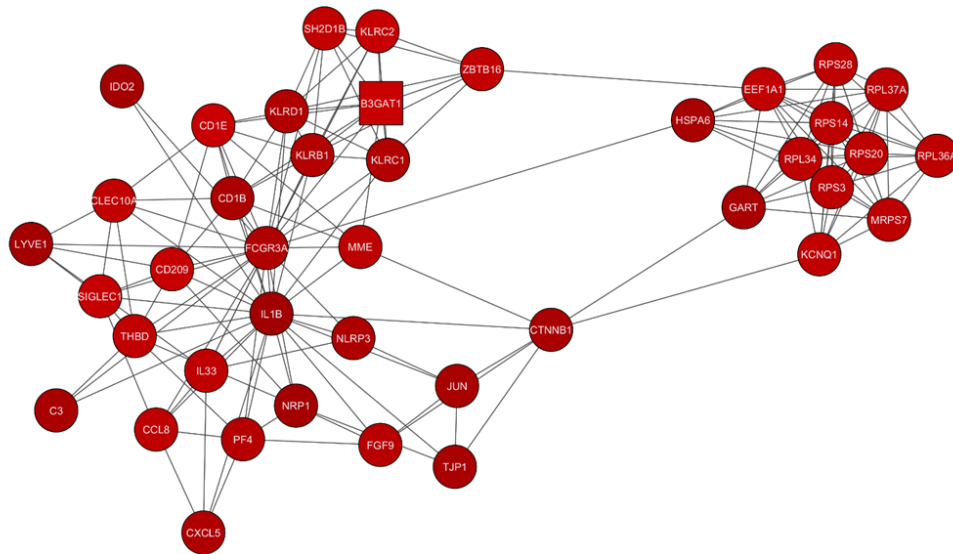 SH2D1B
KLRC2
ZBTB16
IDO2
KLRD1
B3GAT1
CD1E
KLRB1
KLRC1
CD1B
CLEC10A
LYVE1
FCGR3A
MME
CD209
SIGLEC1
IL1B
THBD
NLRP3
CTNNB1
IL33
JUN
C3
NRP1
CCL8
PF4
FGF9
TJP1
CXCL5
RPS28
EEF1A1
RPL37A
HSPA6
RPS14
RPS20
RPL36A
RPL34
RPS3
GART
MRPS7
KCNQ1